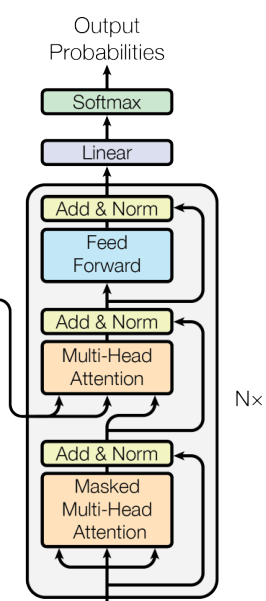 Output
Probabilities
Softmax
Linear
Add & Norm
Feed
Forward
Add & Norm
Multi-Head
Attention
N×
Add & Norm
Masked
Multi-Head
Attention